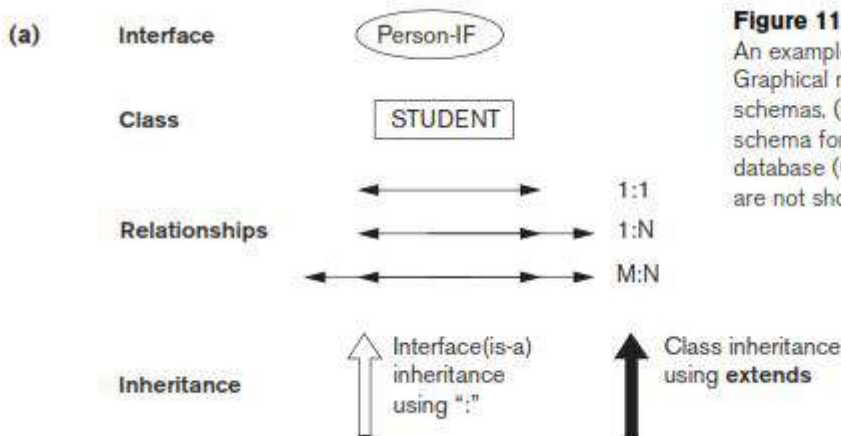 (a)
Interface
Person-IF
Class
STUDENT
Relationships
1:1
1:N
M:N
Inheritance
Interface(is-a)
inheritance
using ":"
Class inheritance
using extends
Figure 11
An example
Graphical
schemas. (
schema for
database (
are not sho